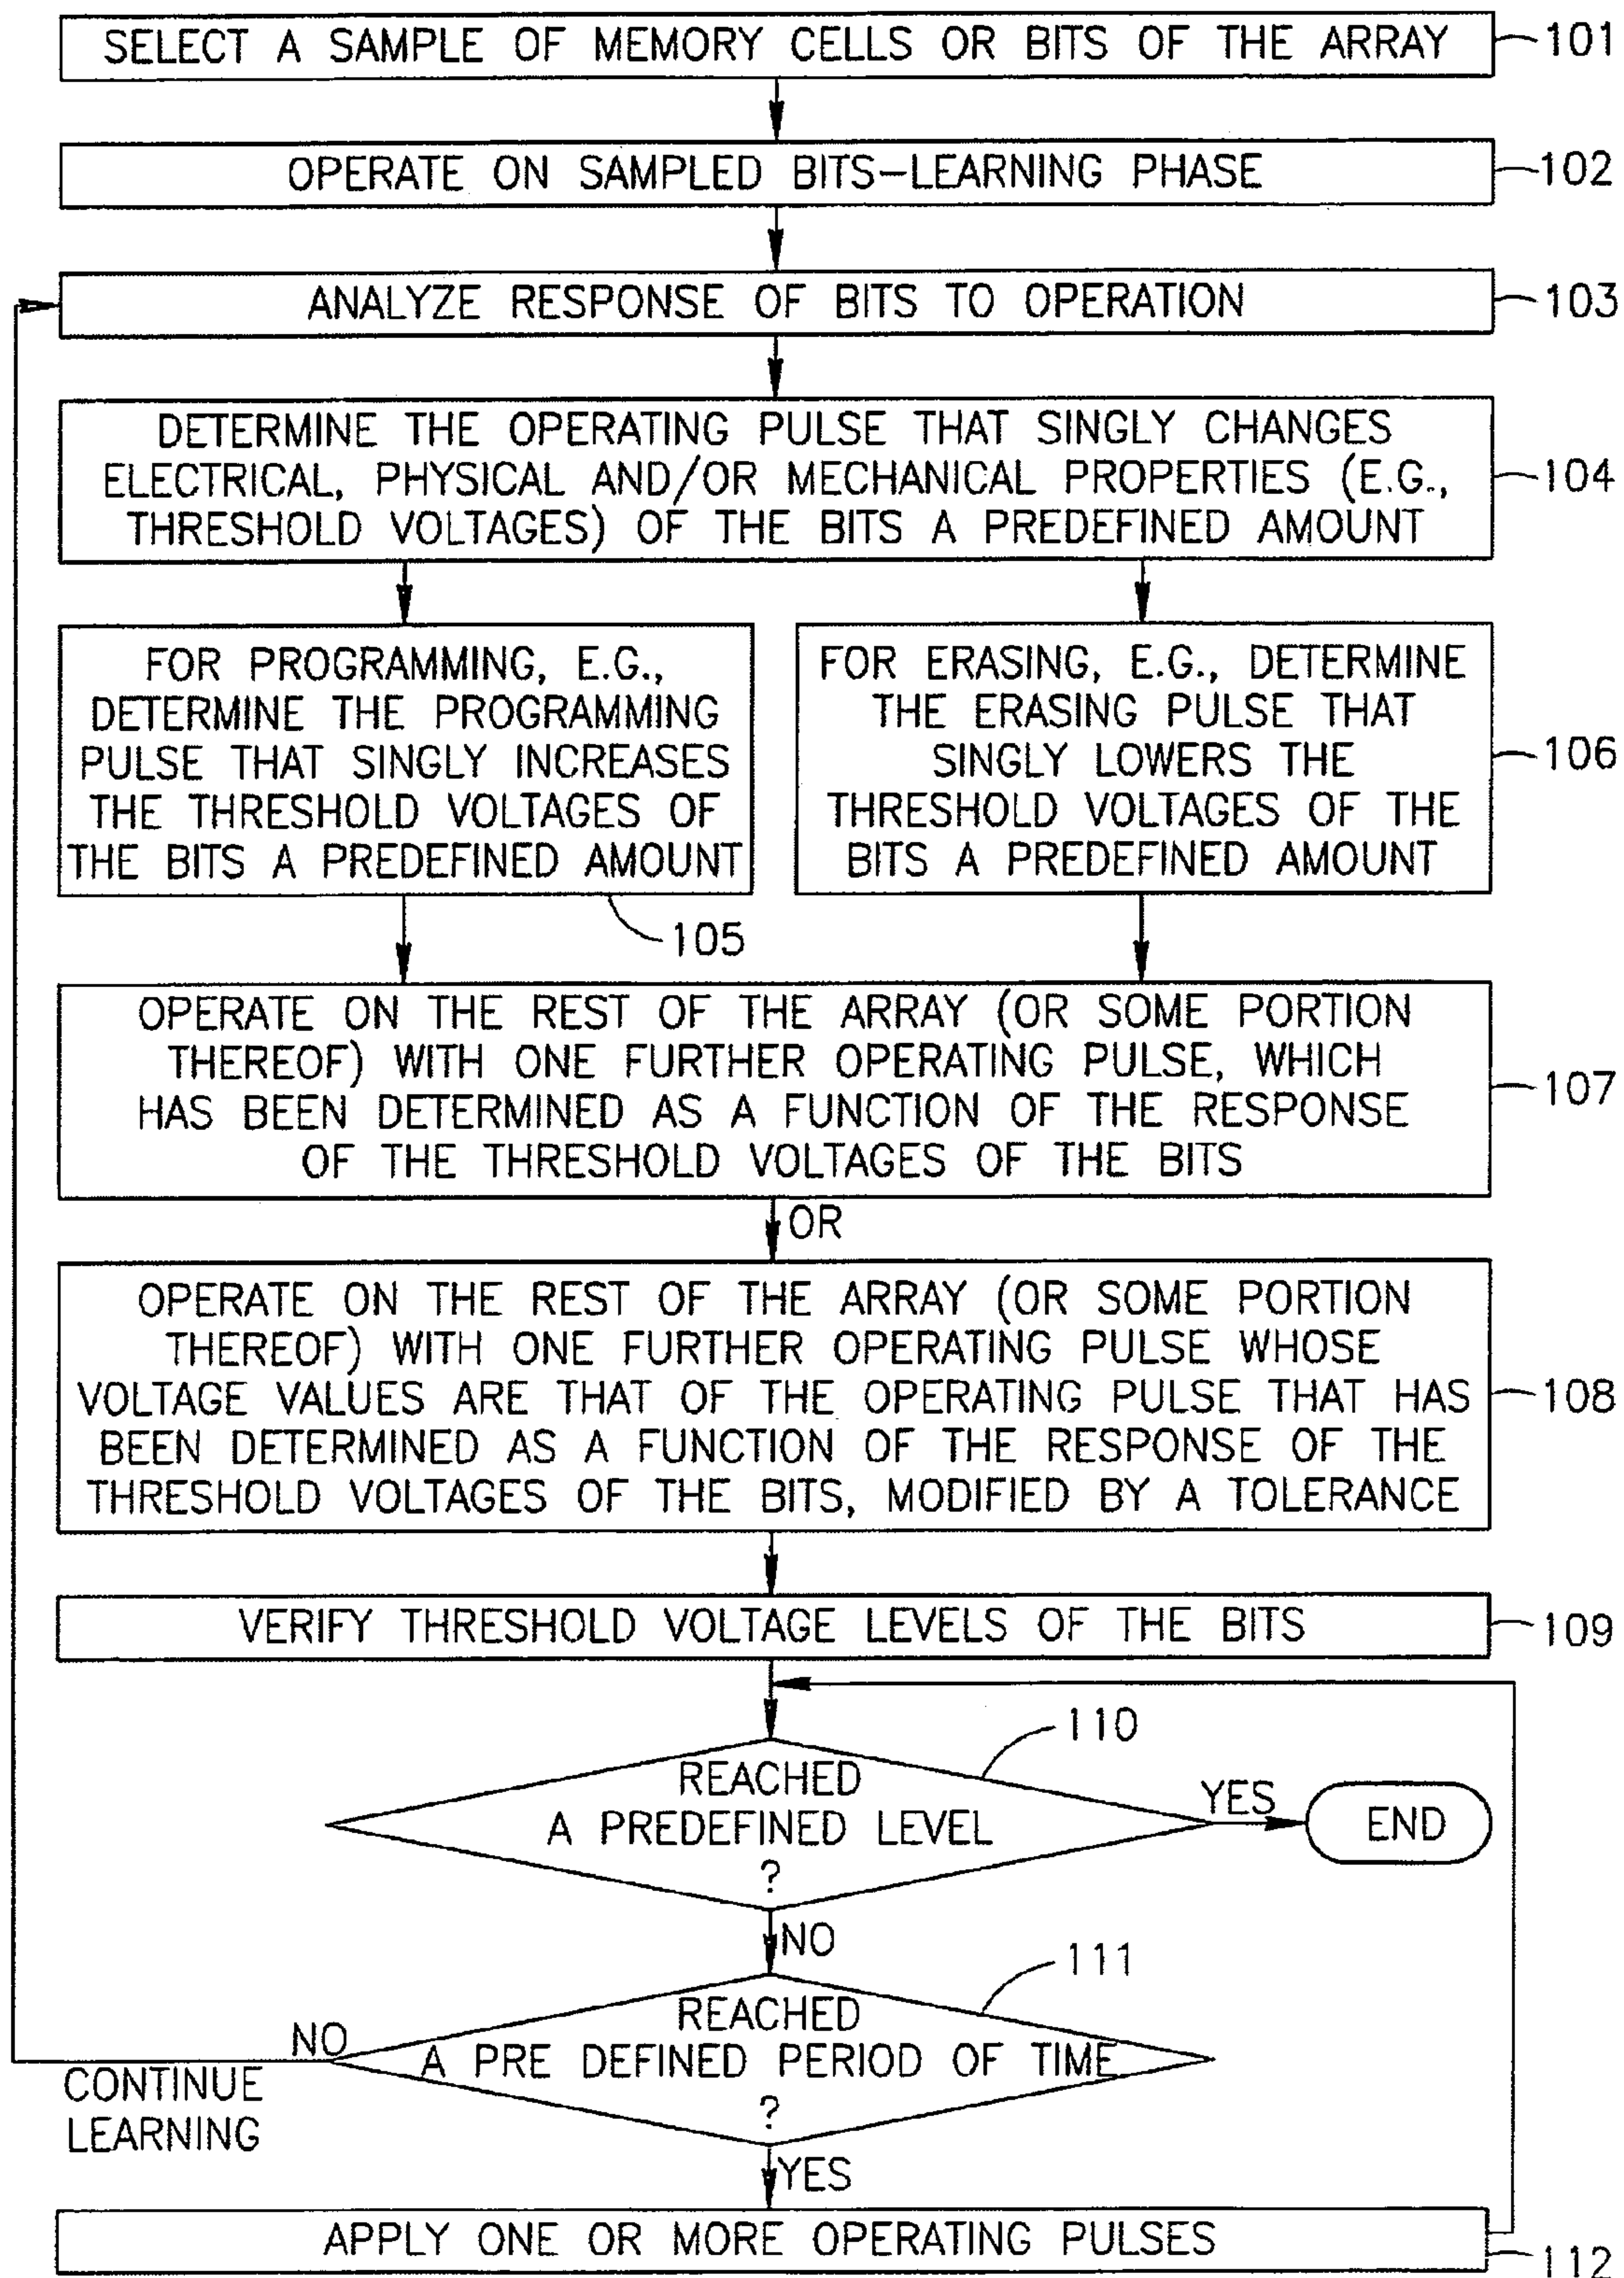 SELECT A SAMPLE OF MEMORY CELLS OR BITS OF THE ARRAY
101
OPERATE ON SAMPLED BITS-LEARNING PHASE
102
ANALYZE RESPONSE OF BITS TO OPERATION
103
DETERMINE THE OPERATING PULSE THAT SINGLY CHANGES
ELECTRICAL, PHYSICAL AND/OR MECHANICAL PROPERTIES (E.G.,
THRESHOLD VOLTAGES) OF THE BITS A PREDEFINED AMOUNT
104
FOR PROGRAMMING, E.G.,
DETERMINE THE PROGRAMMING
PULSE THAT SINGLY INCREASES
THE THRESHOLD VOLTAGES OF
THE BITS A PREDEFINED AMOUNT
105
FOR ERASING, E.G., DETERMINE
THE ERASING PULSE THAT
SINGLY LOWERS THE
THRESHOLD VOLTAGES OF THE
BITS A PREDEFINED AMOUNT
106
OPERATE ON THE REST OF THE ARRAY (OR SOME PORTION
THEREOF) WITH ONE FURTHER OPERATING PULSE, WHICH
HAS BEEN DETERMINED AS A FUNCTION OF THE RESPONSE
OF THE THRESHOLD VOLTAGES OF THE BITS
107
OR
OPERATE ON THE REST OF THE ARRAY (OR SOME PORTION
THEREOF) WITH ONE FURTHER OPERATING PULSE WHOSE
VOLTAGE VALUES ARE THAT OF THE OPERATING PULSE THAT HAS
BEEN DETERMINED AS A FUNCTION OF THE RESPONSE OF THE
THRESHOLD VOLTAGES OF THE BITS, MODIFIED BY A TOLERANCE
108
VERIFY THRESHOLD VOLTAGE LEVELS OF THE BITS
109
110
REACHED
A PREDEFINED LEVEL
?
YES
END
NO
111
REACHED
A PRE DEFINED PERIOD OF TIME
?
NO
CONTINUE
LEARNING
YES
APPLY ONE OR MORE OPERATING PULSES
112